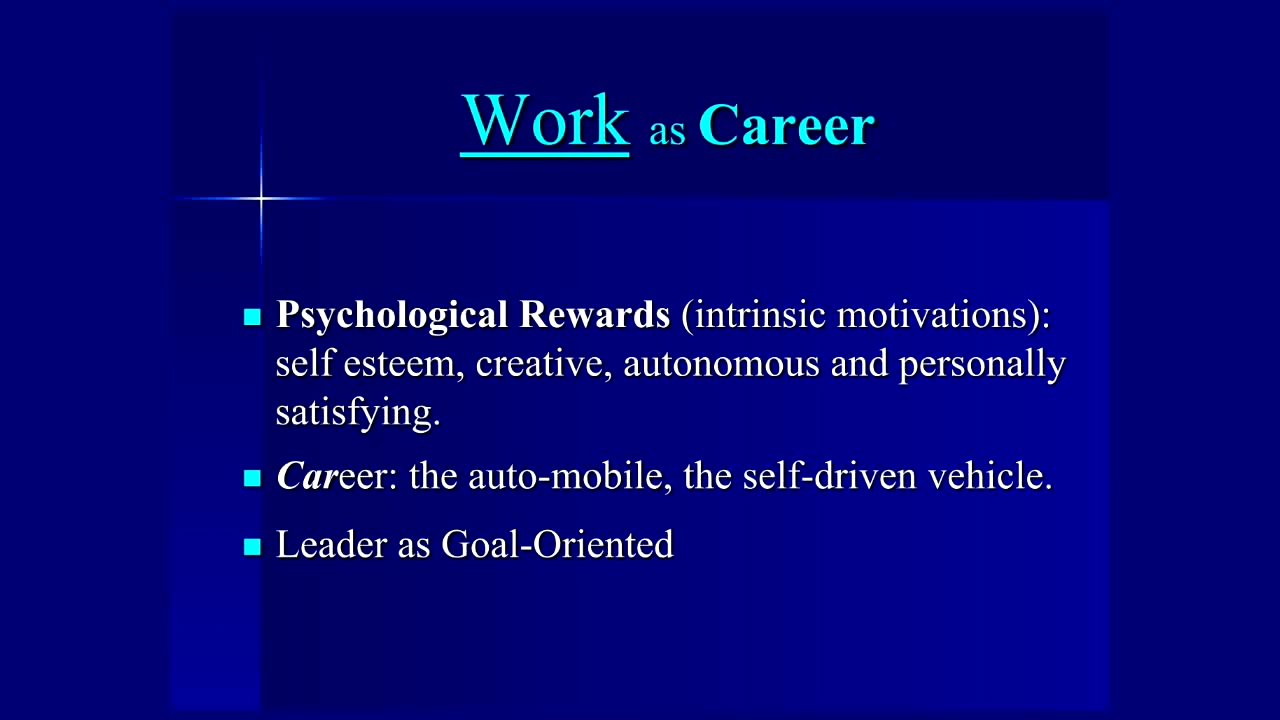 Work as Career
Psychological Rewards (intrinsic motivations):
self esteem, creative, autonomous and personally
satisfying.
Career: the auto-mobile, the self-driven vehicle.
Leader as Goal-Oriented